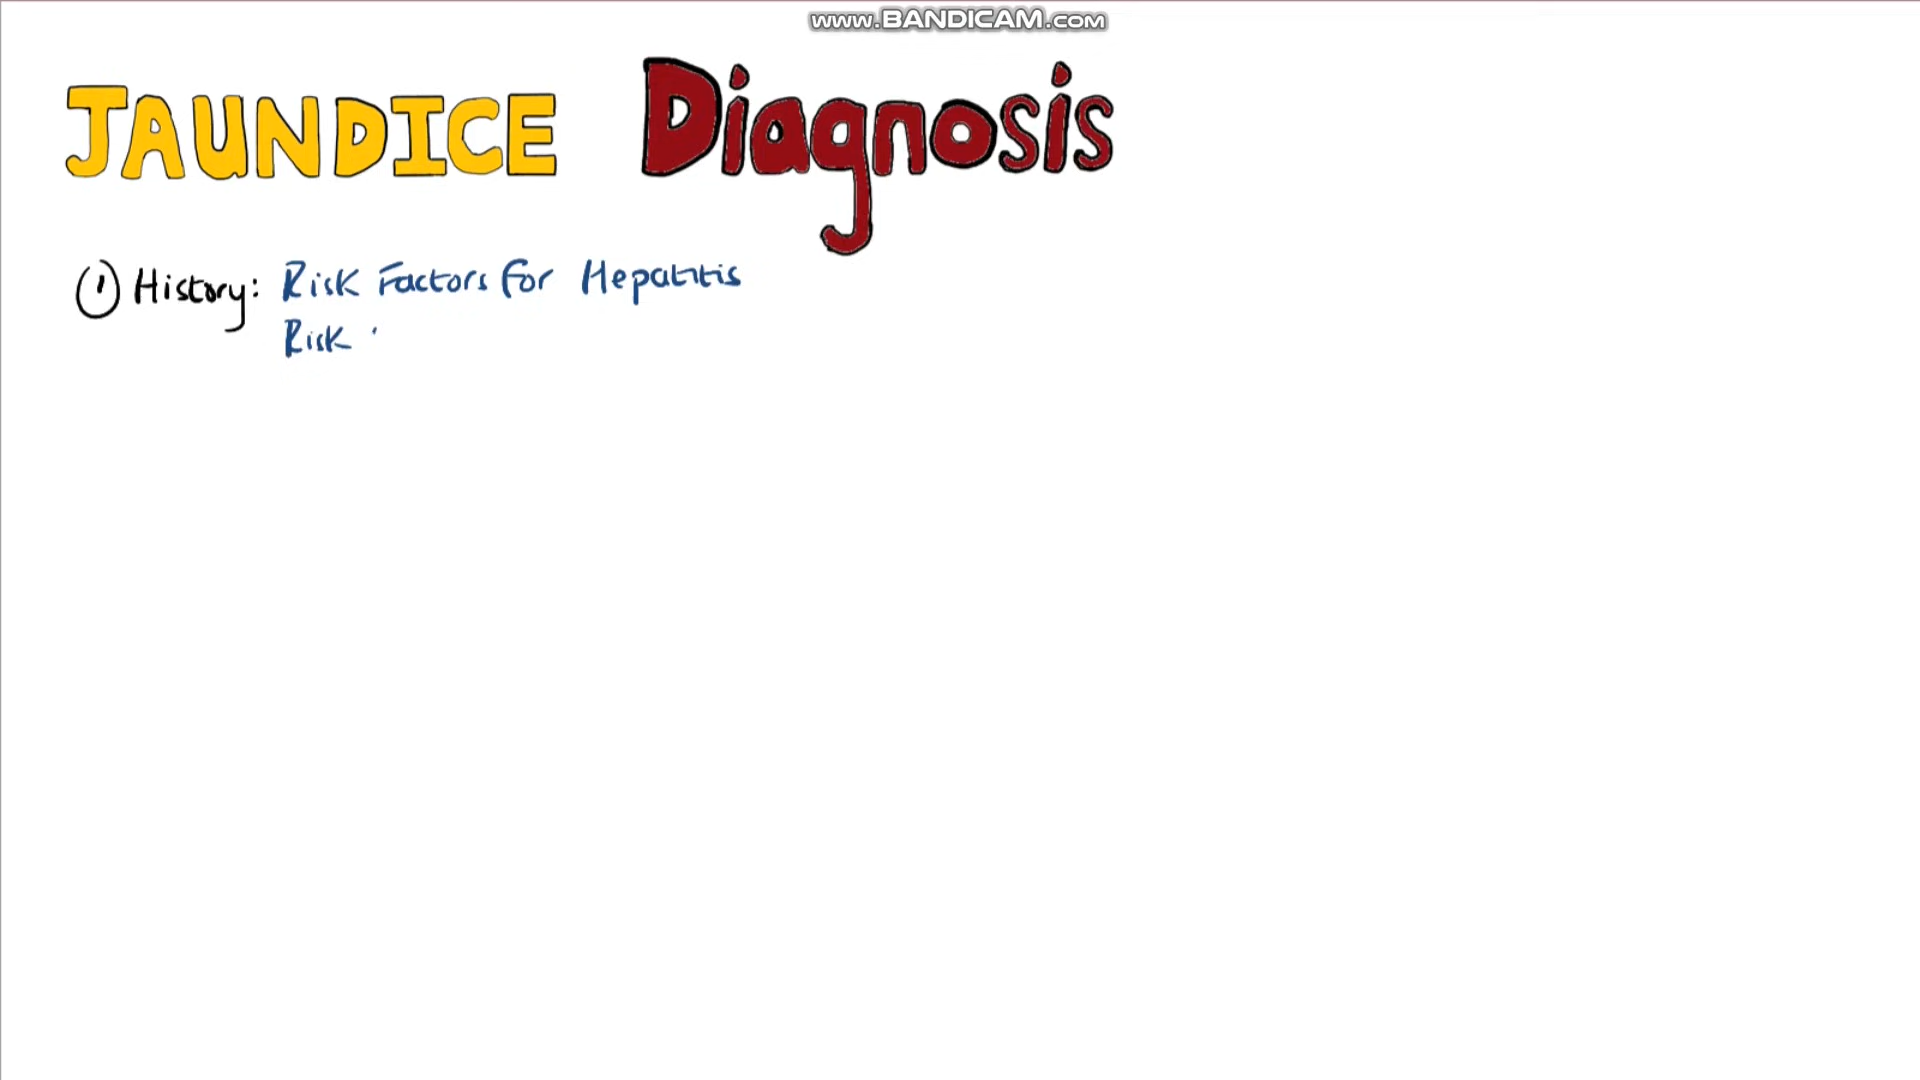 www.BANDICAM.com
JAUNDICE Diagnosis
① History: Risk Factors for Hepatitis
Risk